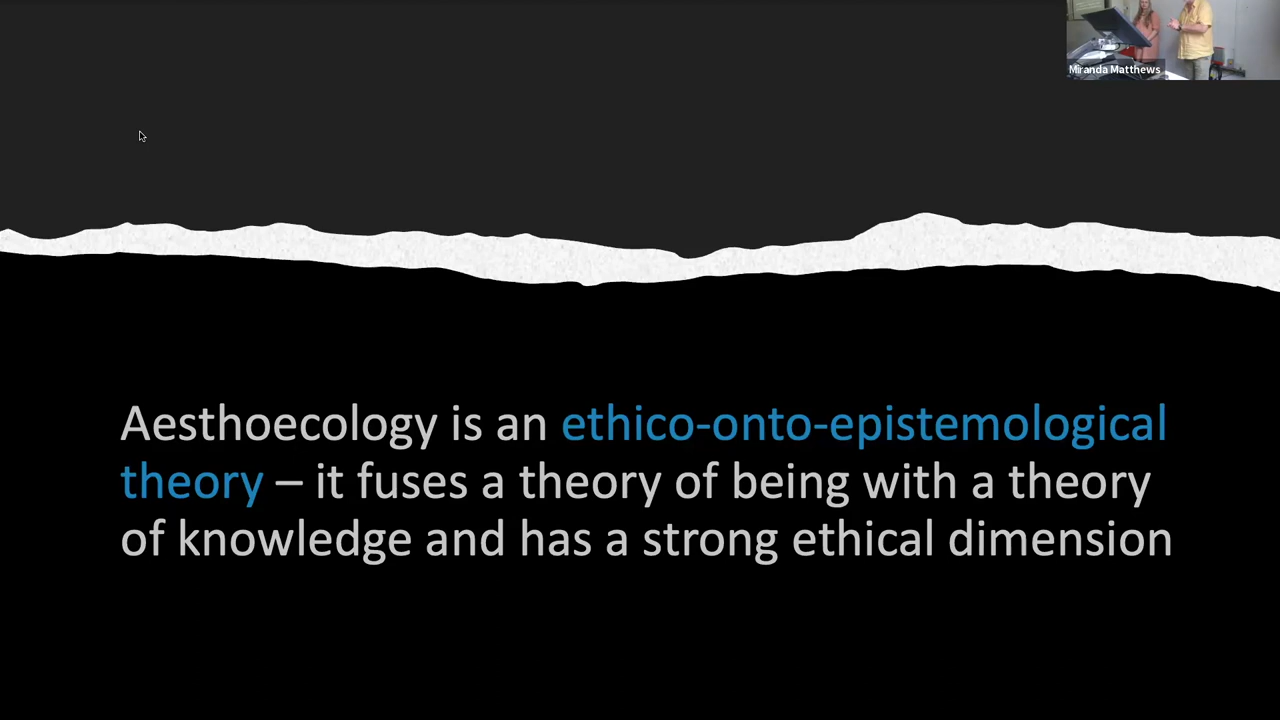 Miranda Matthews
Aesthoecology is an ethico-onto-epistemological
theory – it fuses a theory of being with a theory
of knowledge and has a strong ethical dimension